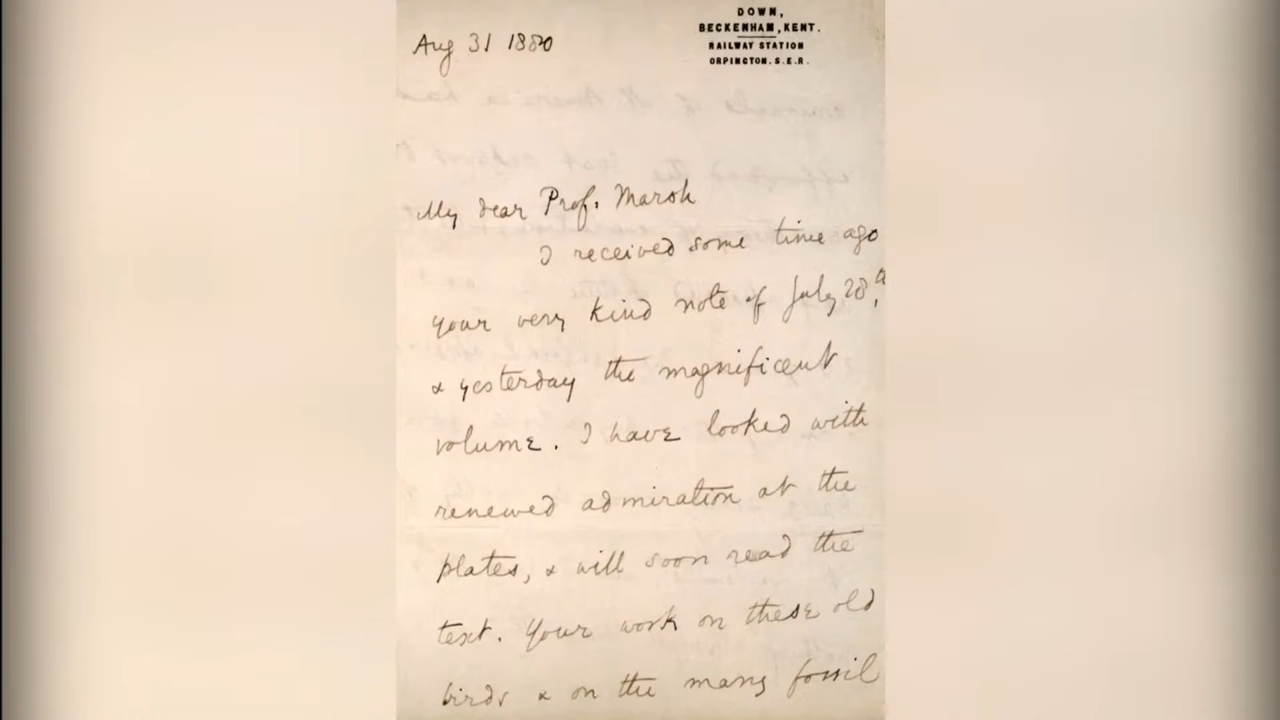 DOWN,
BECKENHAM, KENT.
RAILWAY STATION
ORPINGTON. S.E.R.
Aug 31 1880
My dear Prof. Marsh
I received some time ago
your very kind note of July 28th,
& yesterday the magnificent
volume. I have looked with
renewed admiration at the
plates, & will soon read the
text. Your work on these old
birds & on the many fossil